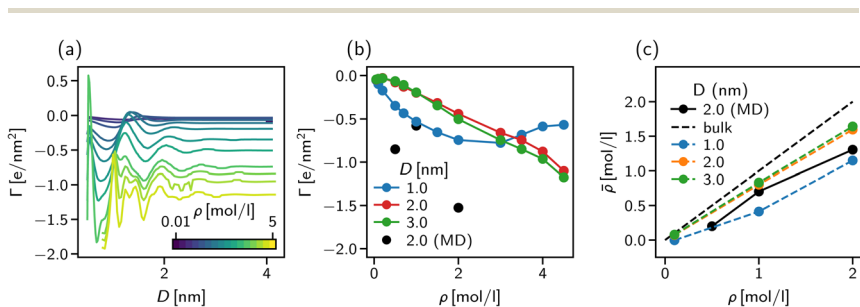 (a)
Γ [e/nm²]
0.5
0.0
−0.5
−1.0
−1.5
−2.0
ρ [mol/l]
0.01
5
2
4
D [nm]
(b)
Γ [e/nm²]
0.0
−0.5
−1.0
−1.5
−2.0
D [nm]
1.0
2.0
3.0
2.0 (MD)
0
1
2
3
4
ρ [mol/l]
(c)
ρ̄ [mol/l]
2.0
1.5
1.0
0.5
0.0
D (nm)
2.0 (MD)
bulk
1.0
2.0
3.0
0
1
2
ρ [mol/l]